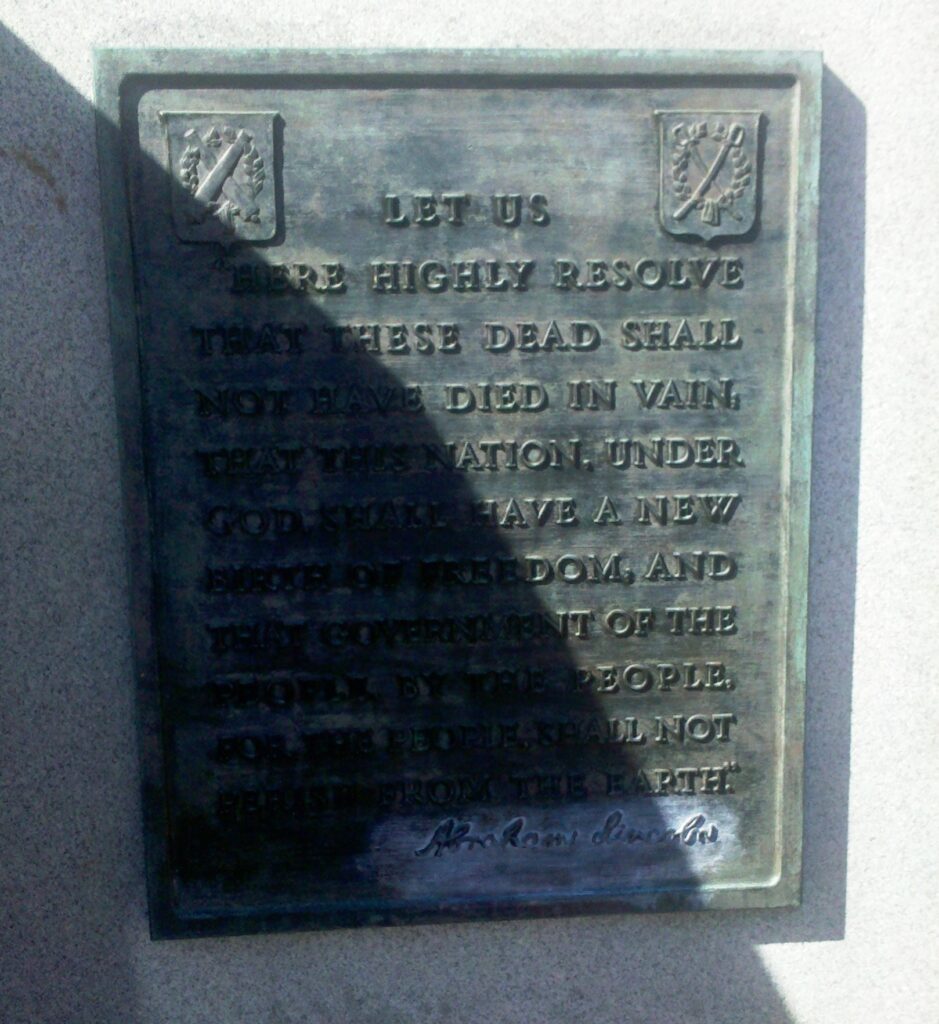 LET US
"HERE HIGHLY RESOLVE
THAT THESE DEAD SHALL
NOT HAVE DIED IN VAIN;
THAT THIS NATION, UNDER
GOD, SHALL HAVE A NEW
BIRTH OF FREEDOM; AND
THAT GOVERNMENT OF THE
PEOPLE, BY THE PEOPLE,
FOR THE PEOPLE, SHALL NOT
PERISH FROM THE EARTH."
Abraham Lincoln